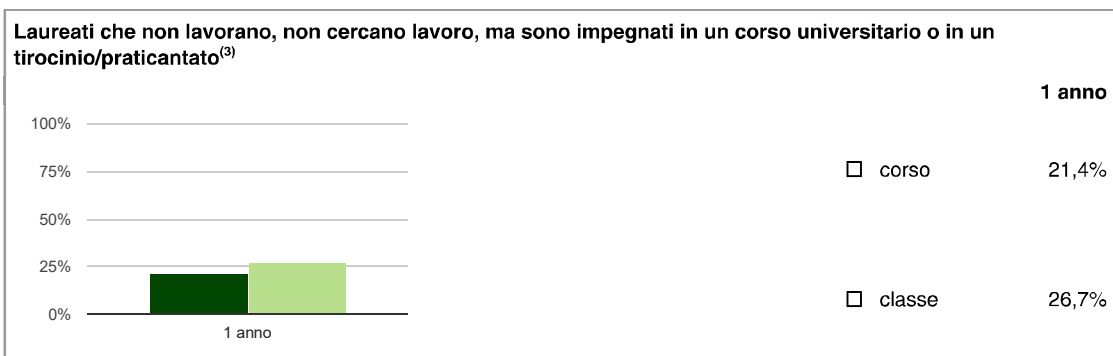 Laureati che non lavorano, non cercano lavoro, ma sono impegnati in un corso universitario o in un
tirocinio/praticantato(3)
1 anno
100%
75%
corso 21,4%
50%
25%
classe 26,7%
0%
1 anno